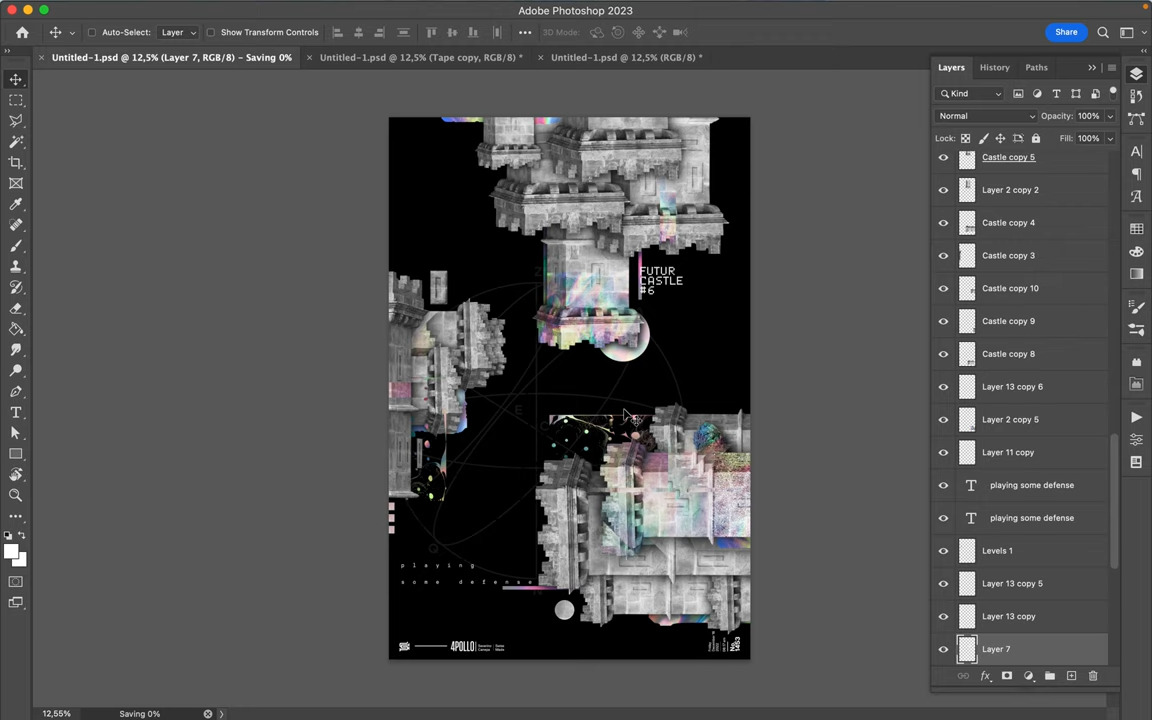 Adobe Photoshop 2023
Auto-Select: Layer Show Transform Controls ••• 3D Mode: Share
Untitled-1.psd @ 12,5% (Layer 7, RGB/8) – Saving 0% Untitled-1.psd @ 12,5% (Tape copy, RGB/8) * Untitled-1.psd @ 12,5% (RGB/8) *
Layers History Paths
Kind
Normal Opacity: 100%
Lock: Fill: 100%
Castle copy 5
Layer 2 copy 2
Castle copy 4
Castle copy 3
Castle copy 10
Castle copy 9
Castle copy 8
Layer 13 copy 6
Layer 2 copy 5
Layer 11 copy
playing some defense
playing some defense
Levels 1
Layer 13 copy 5
Layer 13 copy
Layer 7
FUTUR
CASTLE
#6
E
playing
some defense
4POLLO
No.
1453
12,55% Saving 0%